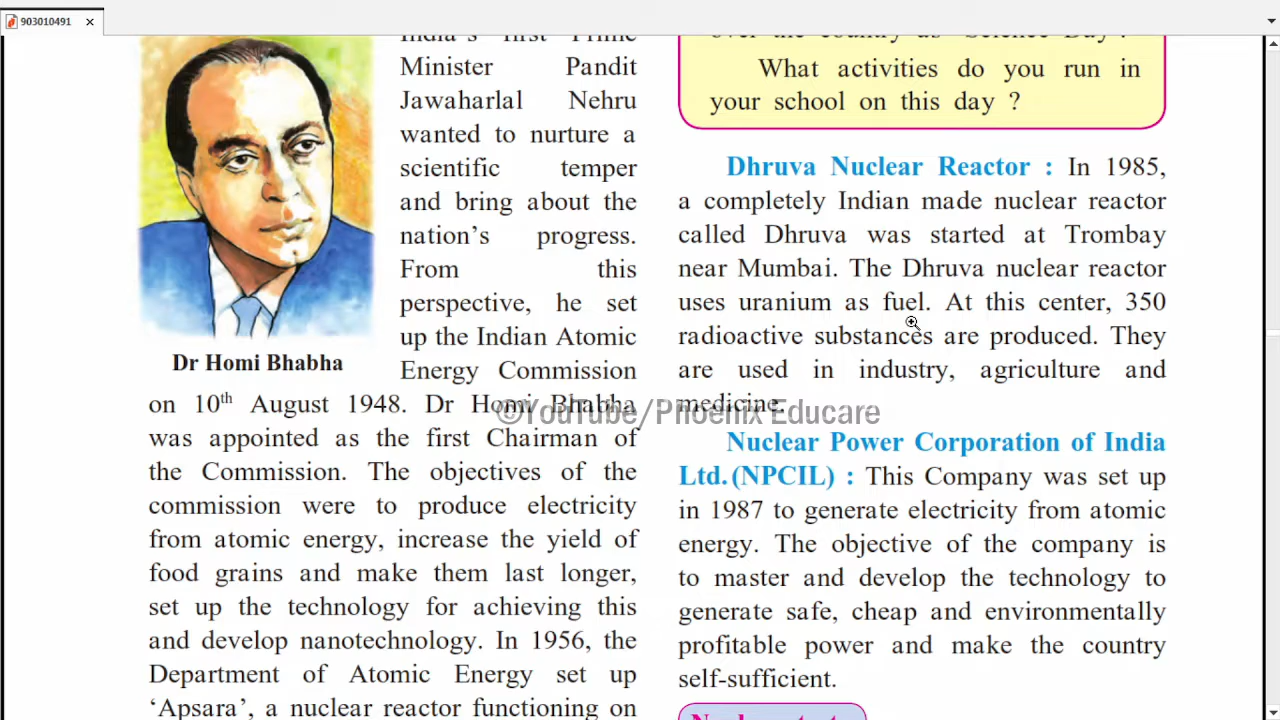 903010491
India's first Prime
Minister Pandit
Jawaharlal Nehru
wanted to nurture a
scientific temper
and bring about the
nation's progress.
From this
perspective, he set
up the Indian Atomic
Energy Commission
Dr Homi Bhabha
on 10th August 1948. Dr Homi Bhabha
was appointed as the first Chairman of
the Commission. The objectives of the
commission were to produce electricity
from atomic energy, increase the yield of
food grains and make them last longer,
set up the technology for achieving this
and develop nanotechnology. In 1956, the
Department of Atomic Energy set up
‘Apsara’, a nuclear reactor functioning on
over the country as ‘Science Day’.
What activities do you run in
your school on this day ?
Dhruva Nuclear Reactor : In 1985,
a completely Indian made nuclear reactor
called Dhruva was started at Trombay
near Mumbai. The Dhruva nuclear reactor
uses uranium as fuel. At this center, 350
radioactive substances are produced. They
are used in industry, agriculture and
medicine.
©YouTube/Phoenix Educare
Nuclear Power Corporation of India
Ltd.(NPCIL) : This Company was set up
in 1987 to generate electricity from atomic
energy. The objective of the company is
to master and develop the technology to
generate safe, cheap and environmentally
profitable power and make the country
self-sufficient.